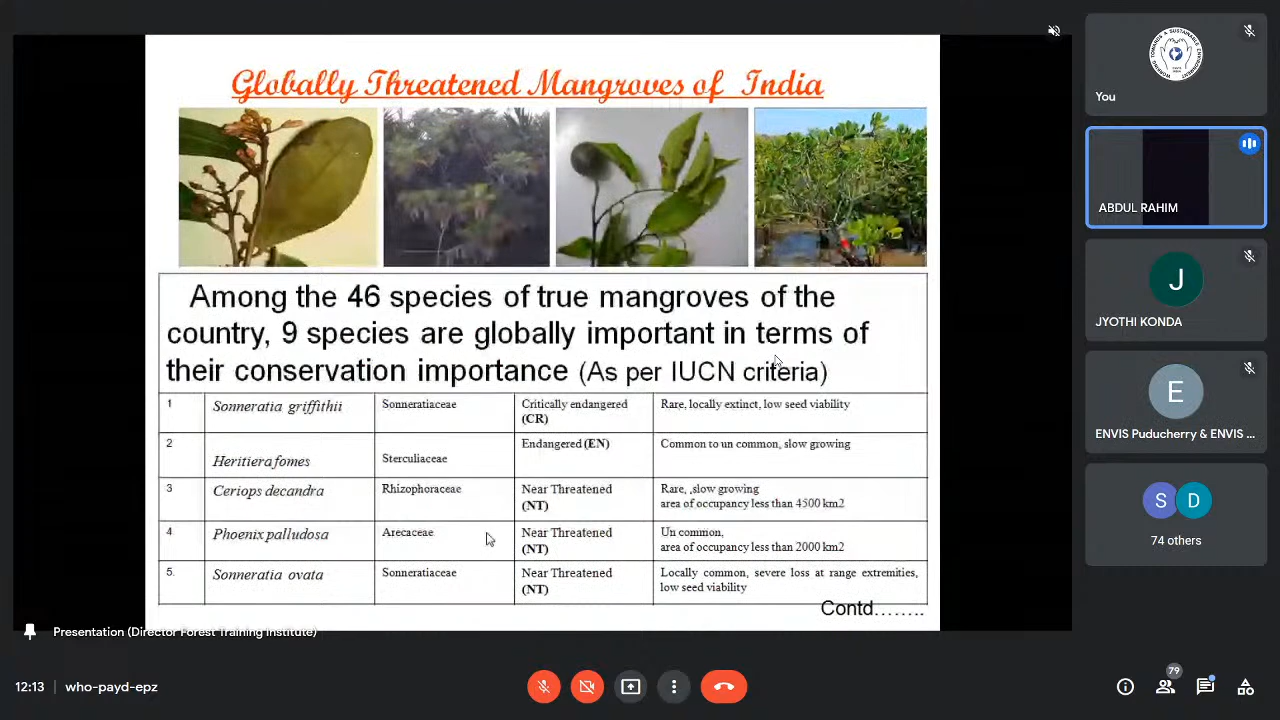 Globally Threatened Mangroves of India
Among the 46 species of true mangroves of the
country, 9 species are globally important in terms of
their conservation importance (As per IUCN criteria)
1 Sonneratia griffithii Sonneratiaceae Critically endangered (CR) Rare, locally extinct, low seed viability
2 Heritiera fomes Sterculiaceae Endangered (EN) Common to un common, slow growing
3 Ceriops decandra Rhizophoraceae Near Threatened (NT) Rare, ,slow growing
area of occupancy less than 4500 km2
4 Phoenix palludosa Arecaceae Near Threatened (NT) Un common,
area of occupancy less than 2000 km2
5. Sonneratia ovata Sonneratiaceae Near Threatened (NT) Locally common, severe loss at range extremities,
low seed viability
Contd........
Presentation (Director Forest Training Institute)
12:13 | who-payd-epz
You
ABDUL RAHIM
J
JYOTHI KONDA
E
ENVIS Puducherry & ENVIS ...
S D
74 others
79